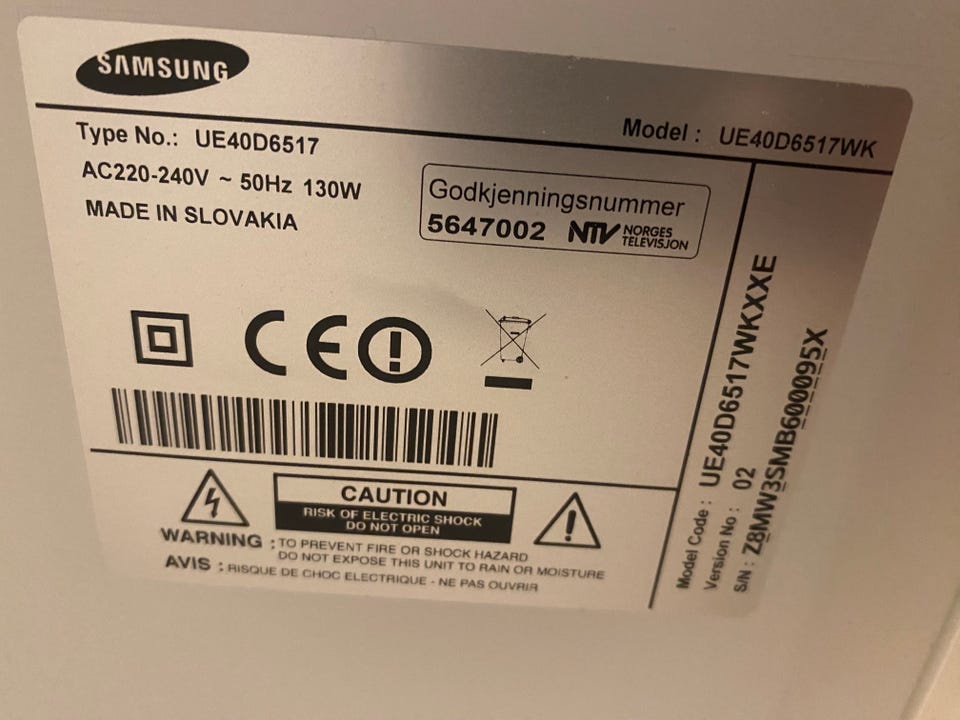 SAMSUNG
Type No.: UE40D6517
Model : UE40D6517WK
AC220-240V ~ 50Hz 130W
MADE IN SLOVAKIA
Godkjenningsnummer
5647002 NTV NORGES TELEVISJON
CE
CAUTION
RISK OF ELECTRIC SHOCK
DO NOT OPEN
WARNING : TO PREVENT FIRE OR SHOCK HAZARD
DO NOT EXPOSE THIS UNIT TO RAIN OR MOISTURE
AVIS : RISQUE DE CHOC ELECTRIQUE - NE PAS OUVRIR
Model Code : UE40D6517WKXXE
Version No : 02
S/N : Z8MW3SMB600095X